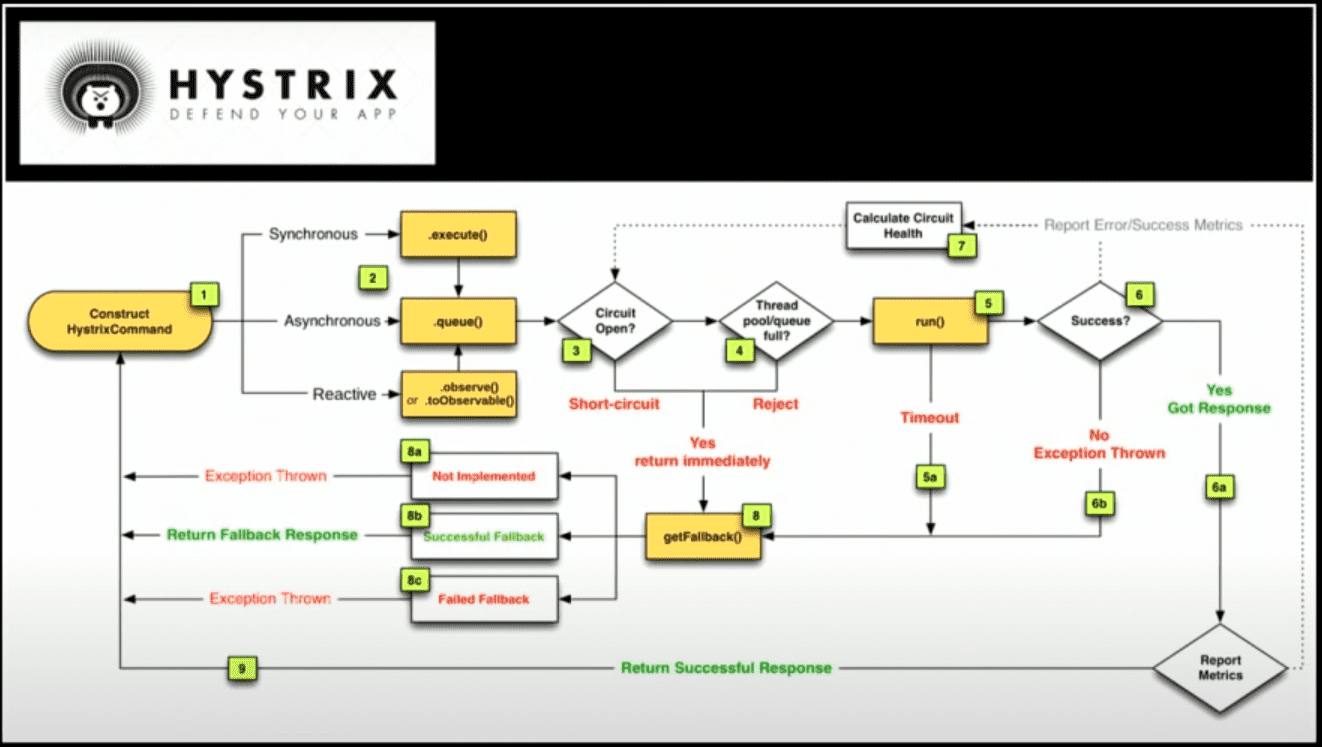 HYSTRIX
DEFEND YOUR APP
Calculate Circuit
Health
7
Report Error/Success Metrics
Synchronous
.execute()
2
1
Construct
HystrixCommand
Asynchronous
.queue()
Circuit
Open?
3
Thread
pool/queue
full?
4
run()
5
Success?
6
Reactive
.observe()
or .toObservable()
Short-circuit
Reject
Yes
return immediately
Timeout
5a
No
Exception Thrown
6b
Yes
Got Response
6a
8a
Exception Thrown
Not Implemented
8b
Return Fallback Response
Successful Fallback
8
getFallback()
8c
Exception Thrown
Failed Fallback
9
Return Successful Response
Report
Metrics